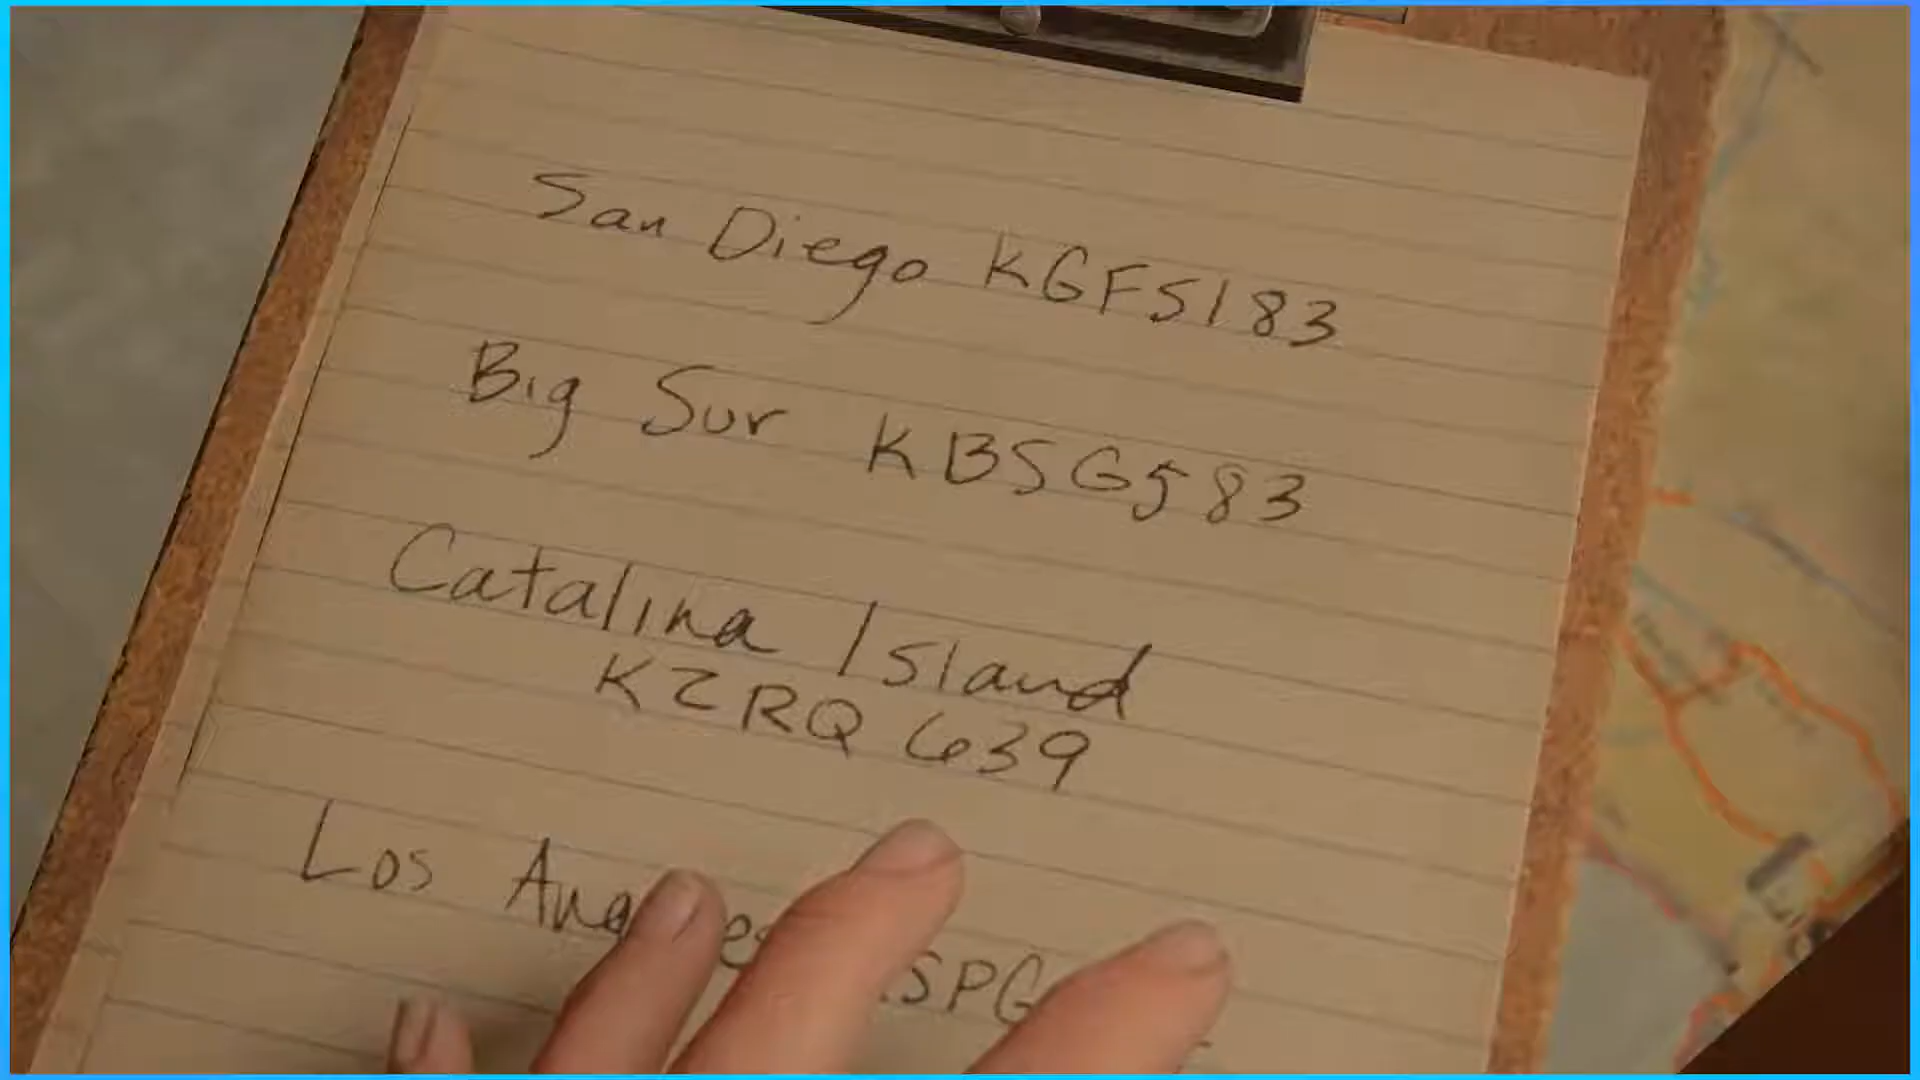 San Diego KGFS183
Big Sur KBSG583
Catalina Island
KZRQ639
Los